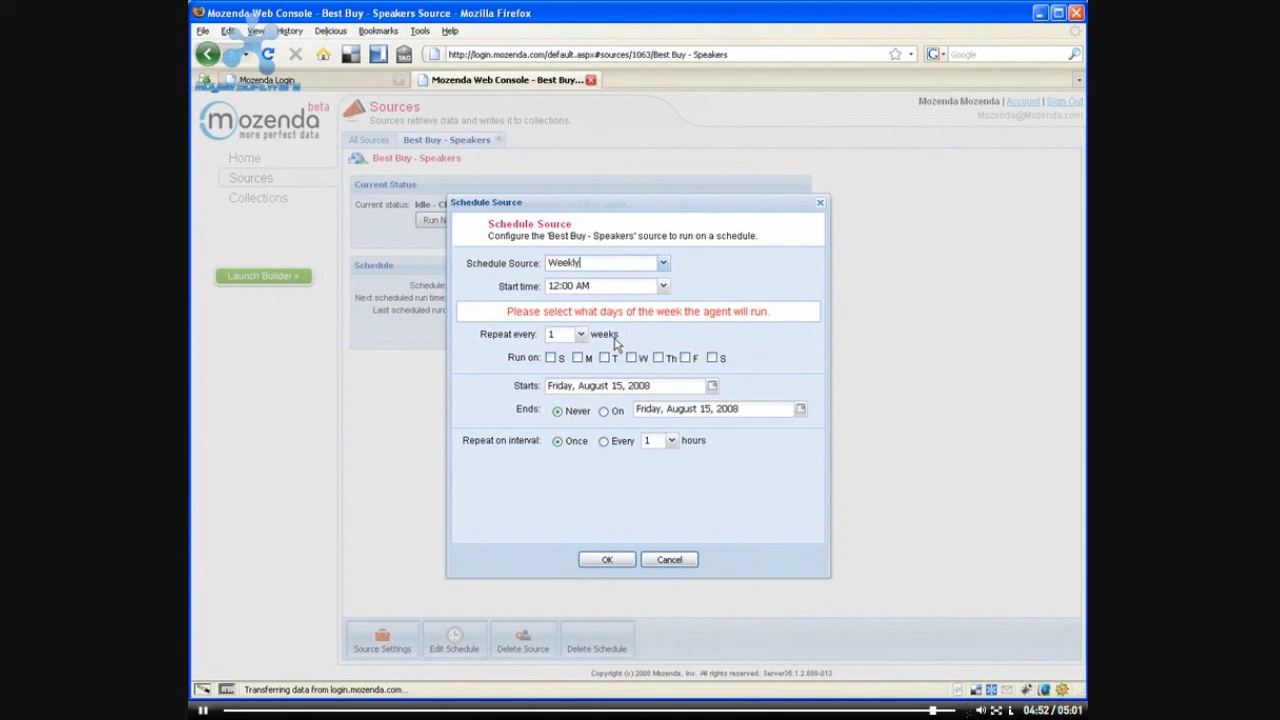 Mozenda Web Console - Best Buy - Speakers Source - Mozilla Firefox
File Edit View History Bookmarks Delicious Tools Help
TAG http://login.mozenda.com/default.aspx#sources/1063/Best Buy - Speakers Google
Mozenda Login Mozenda Web Console - Best Buy...
mozenda beta
more perfect data
Sources
Sources retrieve data and writes it to collections.
Mozenda Mozenda | Account | Sign Out
Mozenda@Mozenda.com
All Sources Best Buy - Speakers
Home
Sources
Collections
Launch Builder »
Best Buy - Speakers
Current Status
Current status: Idle -
Run N
Schedule
Schedule:
Next scheduled run time:
Last scheduled run:
Schedule Source
Schedule Source
Configure the 'Best Buy - Speakers' source to run on a schedule.
Schedule Source: Weekly
Start time: 12:00 AM
Please select what days of the week the agent will run.
Repeat every: 1 weeks
Run on: S M T W Th F S
Starts: Friday, August 15, 2008
Ends: Never On Friday, August 15, 2008
Repeat on interval: Once Every 1 hours
OK Cancel
Source Settings Edit Schedule Delete Source Delete Schedule
Copyright (c) 2008 Mozenda, Inc. All rights reserved. Server35:1.2.888-013
Transferring data from login.mozenda.com...
04:52 / 05:01